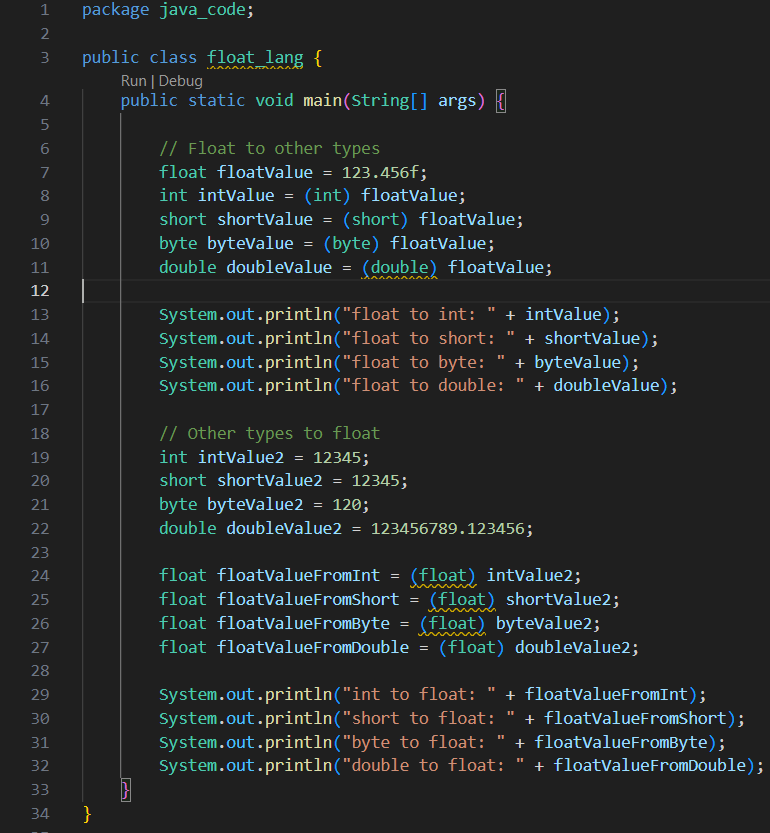 1 package java_code;
2
3 public class float_lang {
Run | Debug
4 public static void main(String[] args) {
5
6 // Float to other types
7 float floatValue = 123.456f;
8 int intValue = (int) floatValue;
9 short shortValue = (short) floatValue;
10 byte byteValue = (byte) floatValue;
11 double doubleValue = (double) floatValue;
12
13 System.out.println("float to int: " + intValue);
14 System.out.println("float to short: " + shortValue);
15 System.out.println("float to byte: " + byteValue);
16 System.out.println("float to double: " + doubleValue);
17
18 // Other types to float
19 int intValue2 = 12345;
20 short shortValue2 = 12345;
21 byte byteValue2 = 120;
22 double doubleValue2 = 123456789.123456;
23
24 float floatValueFromInt = (float) intValue2;
25 float floatValueFromShort = (float) shortValue2;
26 float floatValueFromByte = (float) byteValue2;
27 float floatValueFromDouble = (float) doubleValue2;
28
29 System.out.println("int to float: " + floatValueFromInt);
30 System.out.println("short to float: " + floatValueFromShort);
31 System.out.println("byte to float: " + floatValueFromByte);
32 System.out.println("double to float: " + floatValueFromDouble);
33 }
34 }